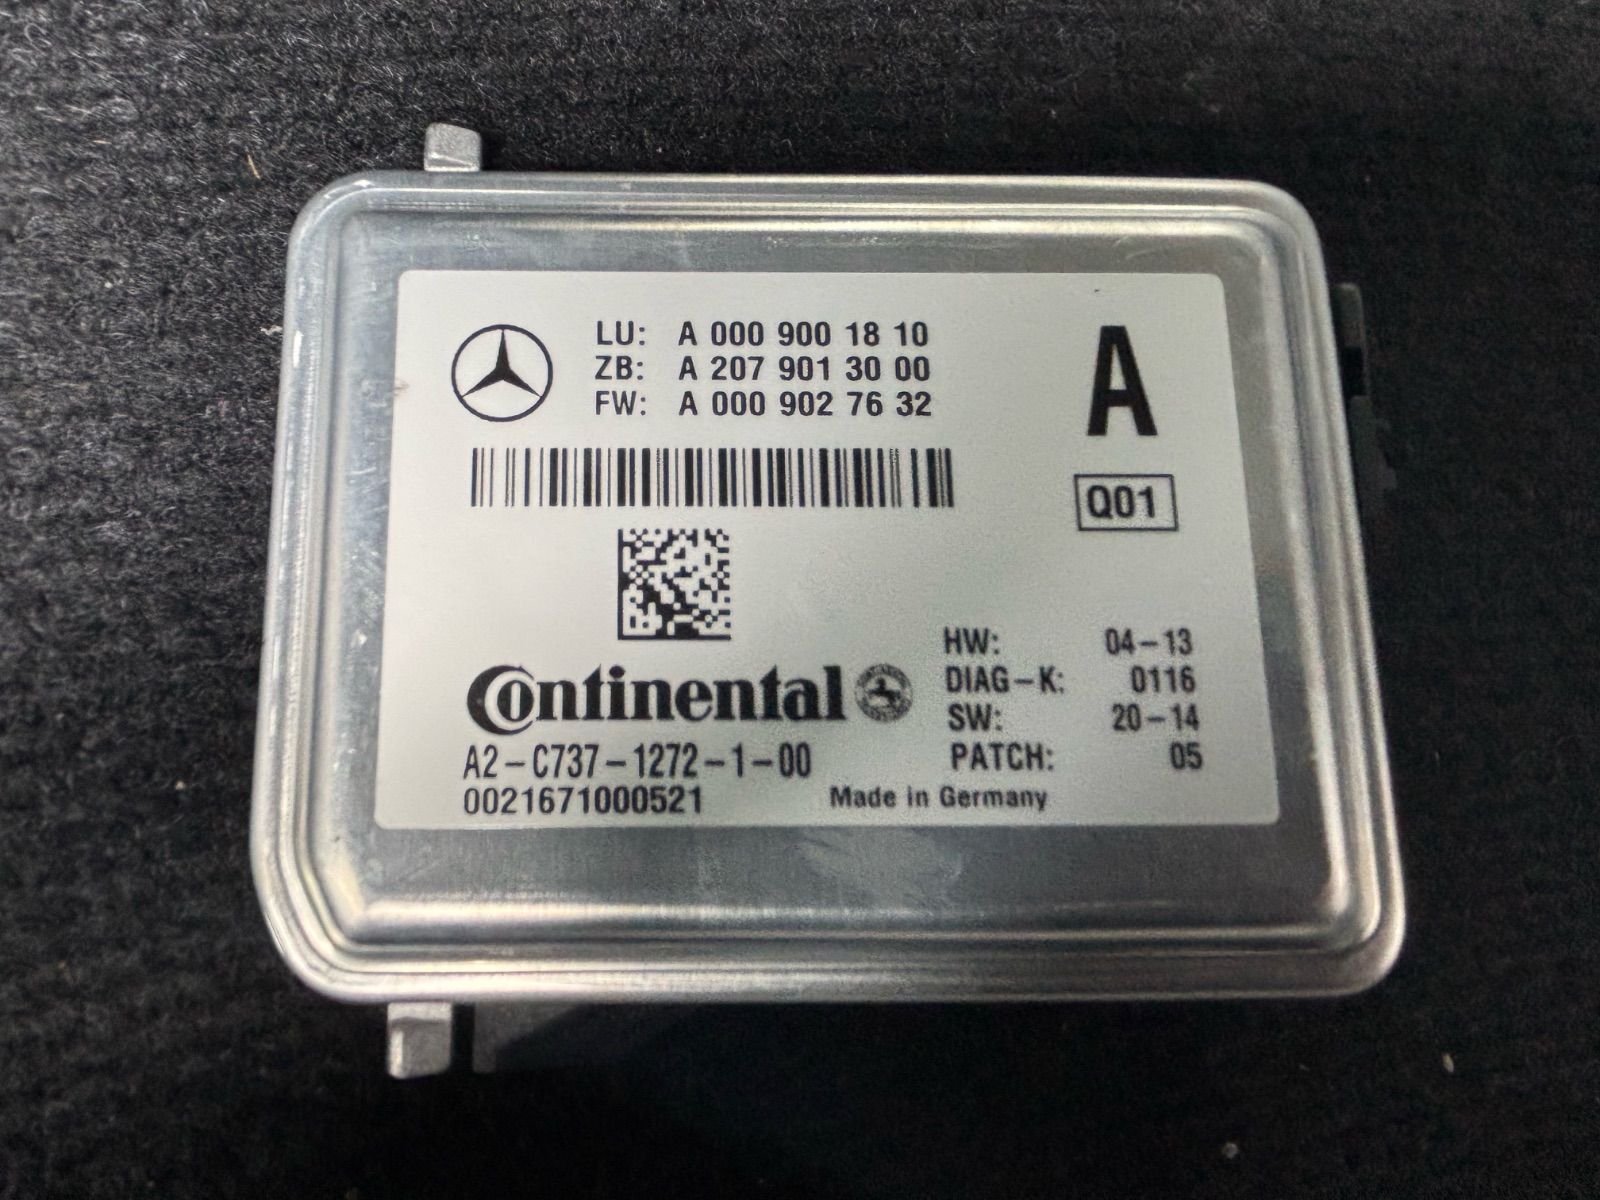 LU: A 000 900 18 10
ZB: A 207 901 30 00
FW: A 000 902 76 32
A
Q01
Continental
HW: 04-13
DIAG-K: 0116
SW: 20-14
PATCH: 05
A2-C737-1272-1-00
0021671000521
Made in Germany